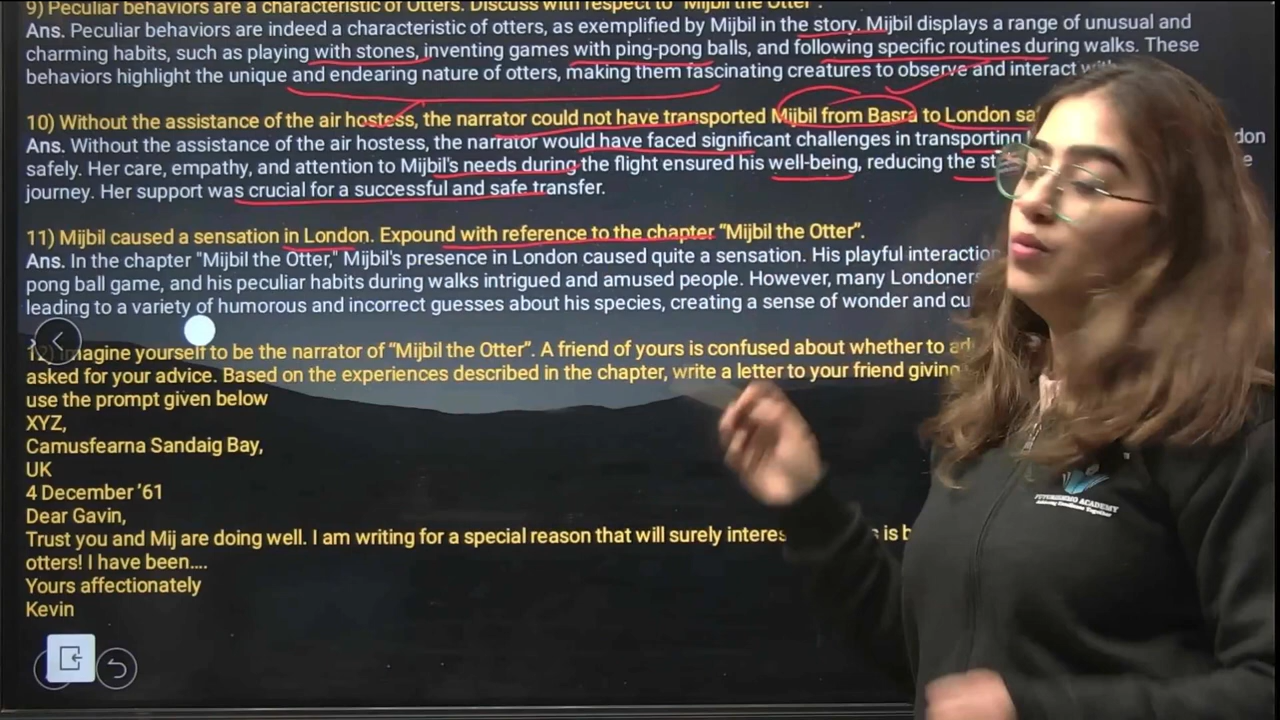 9) Peculiar behaviors are a characteristic of Otters. Discuss with respect to "Mijbil the Otter".
Ans. Peculiar behaviors are indeed a characteristic of otters, as exemplified by Mijbil in the story. Mijbil displays a range of unusual and
charming habits, such as playing with stones, inventing games with ping-pong balls, and following specific routines during walks. These
behaviors highlight the unique and endearing nature of otters, making them fascinating creatures to observe and interact
10) Without the assistance of the air hostess, the narrator could not have transported Mijbil from Basra to London
Ans. Without the assistance of the air hostess, the narrator would have faced significant challenges in transporting
safely. Her care, empathy, and attention to Mijbil's needs during the flight ensured his well-being, reducing the
journey. Her support was crucial for a successful and safe transfer.
11) Mijbil caused a sensation in London. Expound with reference to the chapter “Mijbil the Otter”.
Ans. In the chapter "Mijbil the Otter," Mijbil's presence in London caused quite a sensation. His playful
pong ball game, and his peculiar habits during walks intrigued and amused people. However, many Londoners
leading to a variety of humorous and incorrect guesses about his species, creating a sense of wonder and
12) Imagine yourself to be the narrator of “Mijbil the Otter”. A friend of yours is confused about whether to
asked for your advice. Based on the experiences described in the chapter, write a letter to your friend
use the prompt given below
XYZ,
Camusfearna Sandaig Bay,
UK
4 December ’61
Dear Gavin,
Trust you and Mij are doing well. I am writing for a special reason that will surely is
otters! I have been....
Yours affectionately
Kevin
FUTURISHMO ACADEMY